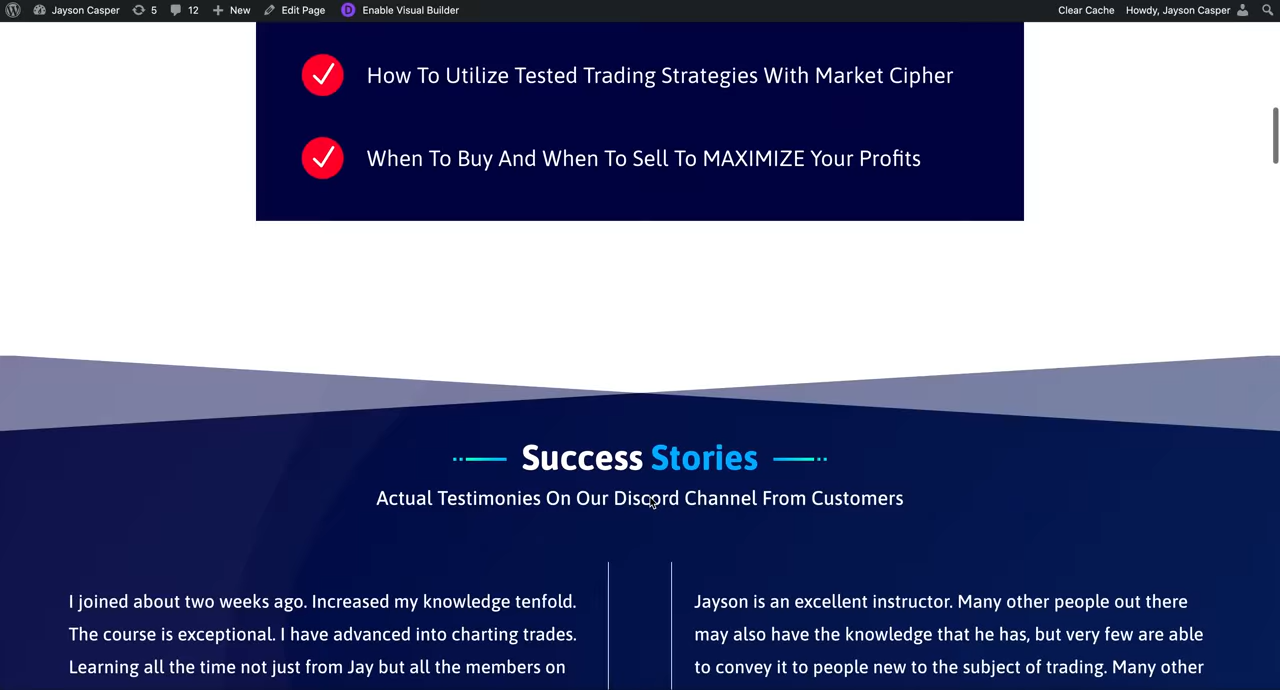 Jayson Casper 5 12 New Edit Page D Enable Visual Builder Clear Cache Howdy, Jayson Casper
How To Utilize Tested Trading Strategies With Market Cipher
When To Buy And When To Sell To MAXIMIZE Your Profits
Success Stories
Actual Testimonies On Our Discord Channel From Customers
I joined about two weeks ago. Increased my knowledge tenfold.
The course is exceptional. I have advanced into charting trades.
Learning all the time not just from Jay but all the members on
Jayson is an excellent instructor. Many other people out there
may also have the knowledge that he has, but very few are able
to convey it to people new to the subject of trading. Many other